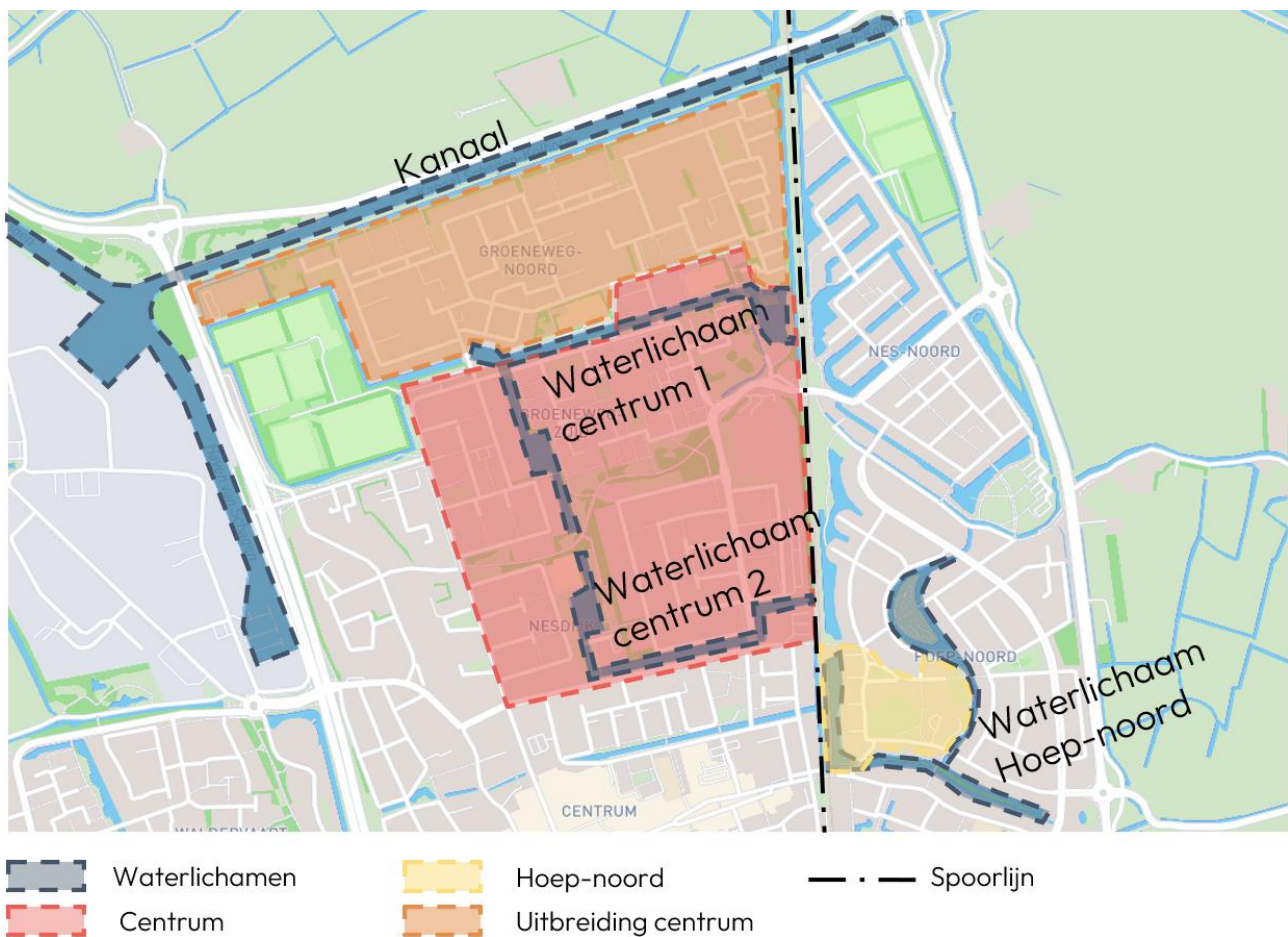 Kanaal
GROENEWEG-
NOORD
Waterlichaam
centrum 1
NES-NOORD
Waterlichaam
centrum 2
NESDIJK
HOEP-NOORD
Waterlichaam
Hoep-noord
CENTRUM
WALDERVAART
Waterlichamen
Hoep-noord
Spoorlijn
Centrum
Uitbreiding centrum